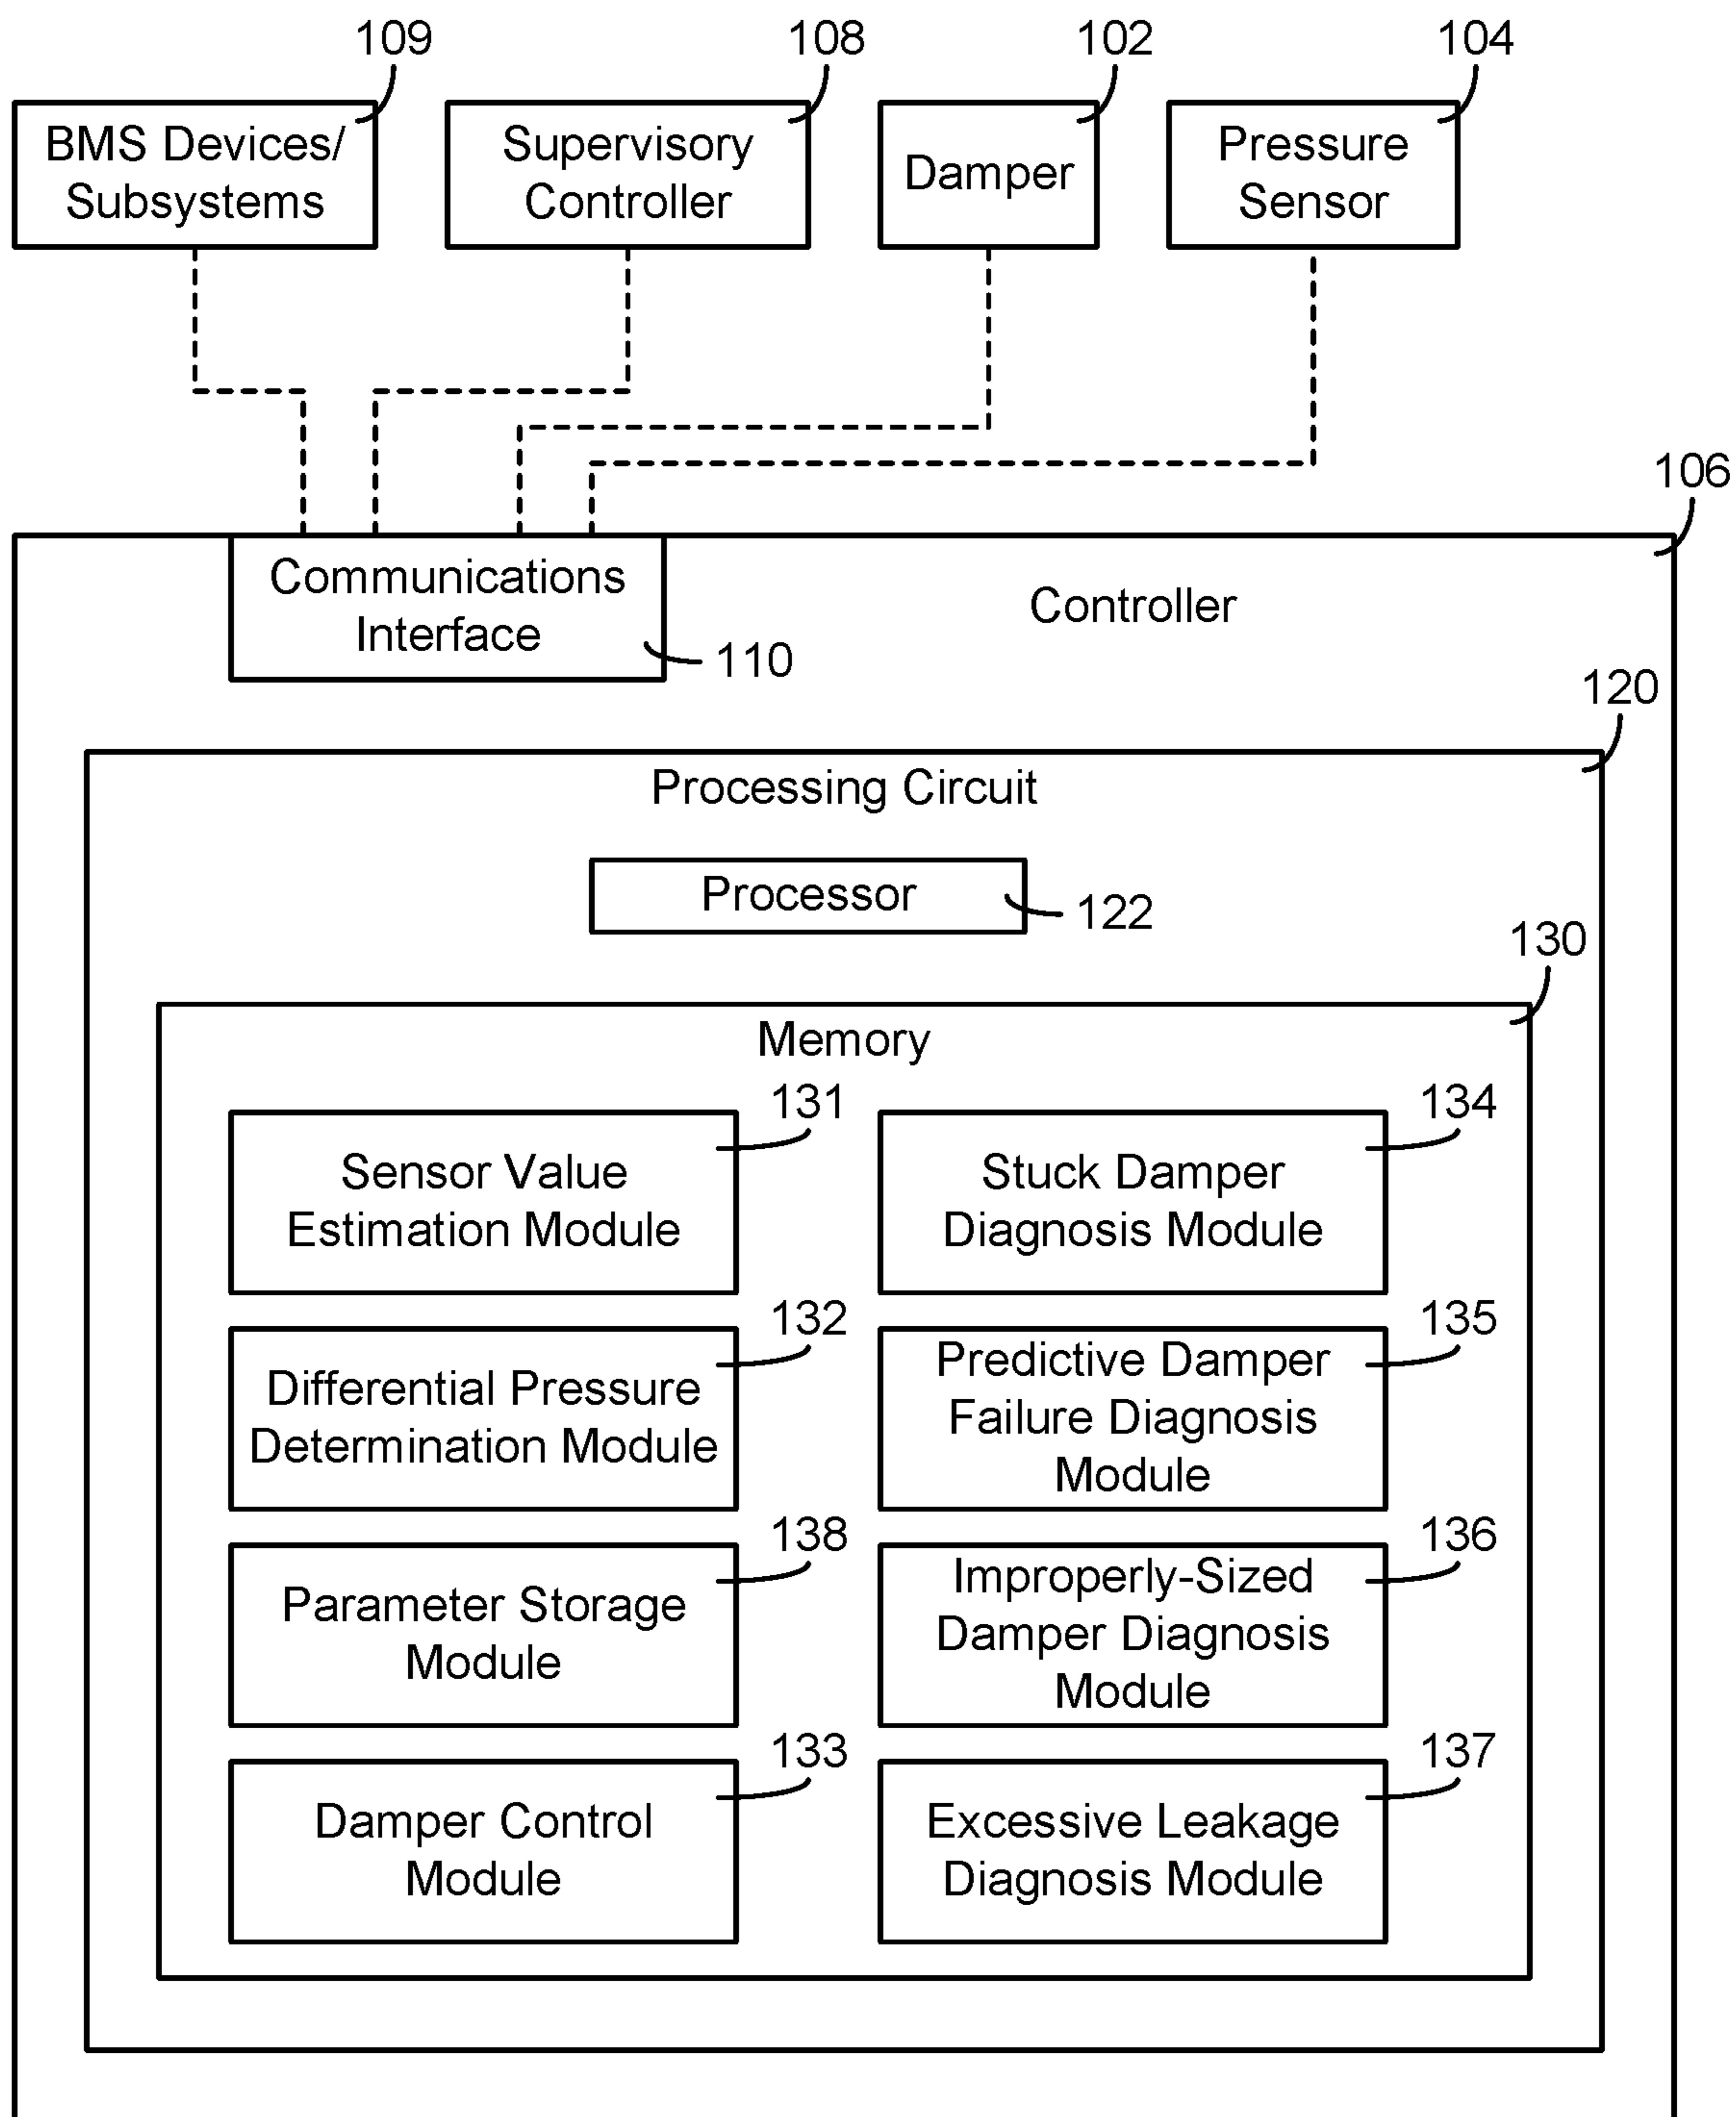 109
108
102
104
BMS Devices/
Subsystems
Supervisory
Controller
Damper
Pressure
Sensor
106
Communications
Interface
Controller
110
120
Processing Circuit
Processor
122
130
Memory
131
134
Sensor Value
Estimation Module
Stuck Damper
Diagnosis Module
132
135
Differential Pressure
Determination Module
Predictive Damper
Failure Diagnosis
Module
138
136
Parameter Storage
Module
Improperly-Sized
Damper Diagnosis
Module
133
137
Damper Control
Module
Excessive Leakage
Diagnosis Module